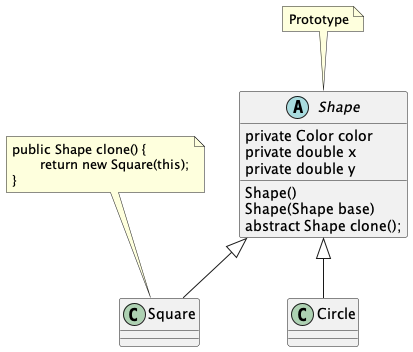 Prototype
A Shape
private Color color
private double x
private double y
Shape()
Shape(Shape base)
abstract Shape clone();
public Shape clone() {
return new Square(this);
}
C Square
C Circle